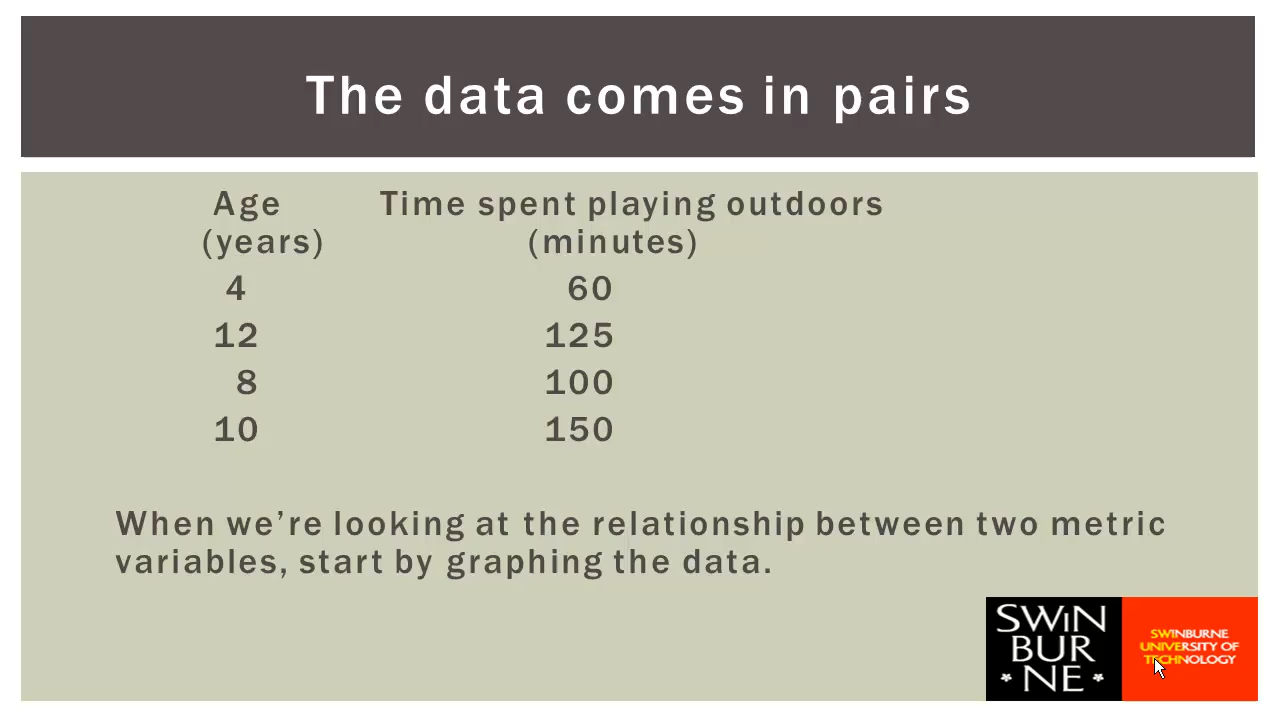 The data comes in pairs
Age Time spent playing outdoors
(years) (minutes)
4 60
12 125
8 100
10 150
When we’re looking at the relationship between two metric
variables, start by graphing the data.
SWiN
BUR
* NE *
SWINBURNE
UNIVERSITY OF
TECHNOLOGY